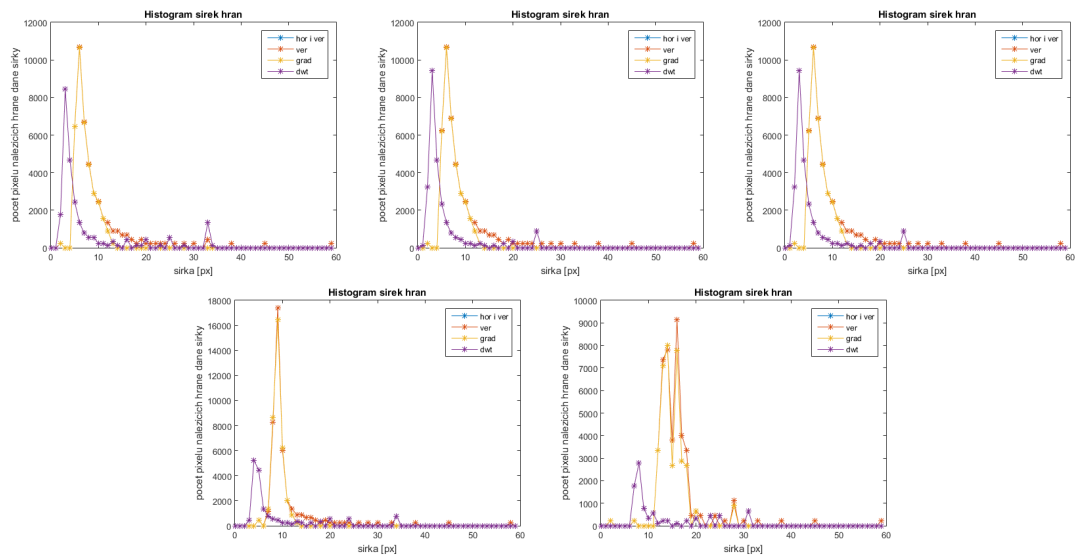 Histogram sirek hran
12000
10000
8000
6000
4000
2000
0
pocet pixelu nalezicich hrane dane sirky
0 10 20 30 40 50 60
sirka [px]
hor i ver
ver
grad
dwt
Histogram sirek hran
12000
10000
8000
6000
4000
2000
0
pocet pixelu nalezicich hrane dane sirky
0 10 20 30 40 50 60
sirka [px]
hor i ver
ver
grad
dwt
Histogram sirek hran
12000
10000
8000
6000
4000
2000
0
pocet pixelu nalezicich hrane dane sirky
0 10 20 30 40 50 60
sirka [px]
hor i ver
ver
grad
dwt
Histogram sirek hran
18000
16000
14000
12000
10000
8000
6000
4000
2000
0
pocet pixelu nalezicich hrane dane sirky
0 10 20 30 40 50 60
sirka [px]
hor i ver
ver
grad
dwt
Histogram sirek hran
10000
9000
8000
7000
6000
5000
4000
3000
2000
1000
0
pocet pixelu nalezicich hrane dane sirky
0 10 20 30 40 50 60
sirka [px]
hor i ver
ver
grad
dwt